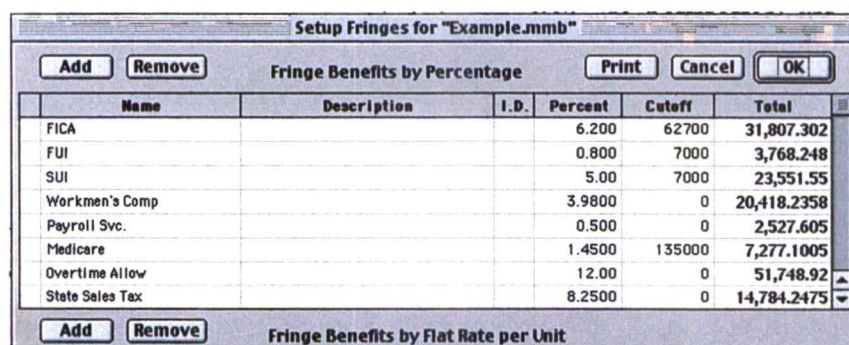 Setup Fringes for "Example.mmb"
Add Remove Fringe Benefits by Percentage Print Cancel OK
Name Description I.D. Percent Cutoff Total
FICA 6.200 62700 31,807.302
FUI 0.800 7000 3,768.248
SUI 5.00 7000 23,551.55
Workmen's Comp 3.9800 0 20,418.2358
Payroll Svc. 0.500 0 2,527.605
Medicare 1.4500 135000 7,277.1005
Overtime Allow 12.00 0 51,748.92
State Sales Tax 8.2500 0 14,784.2475
Add Remove Fringe Benefits by Flat Rate per Unit